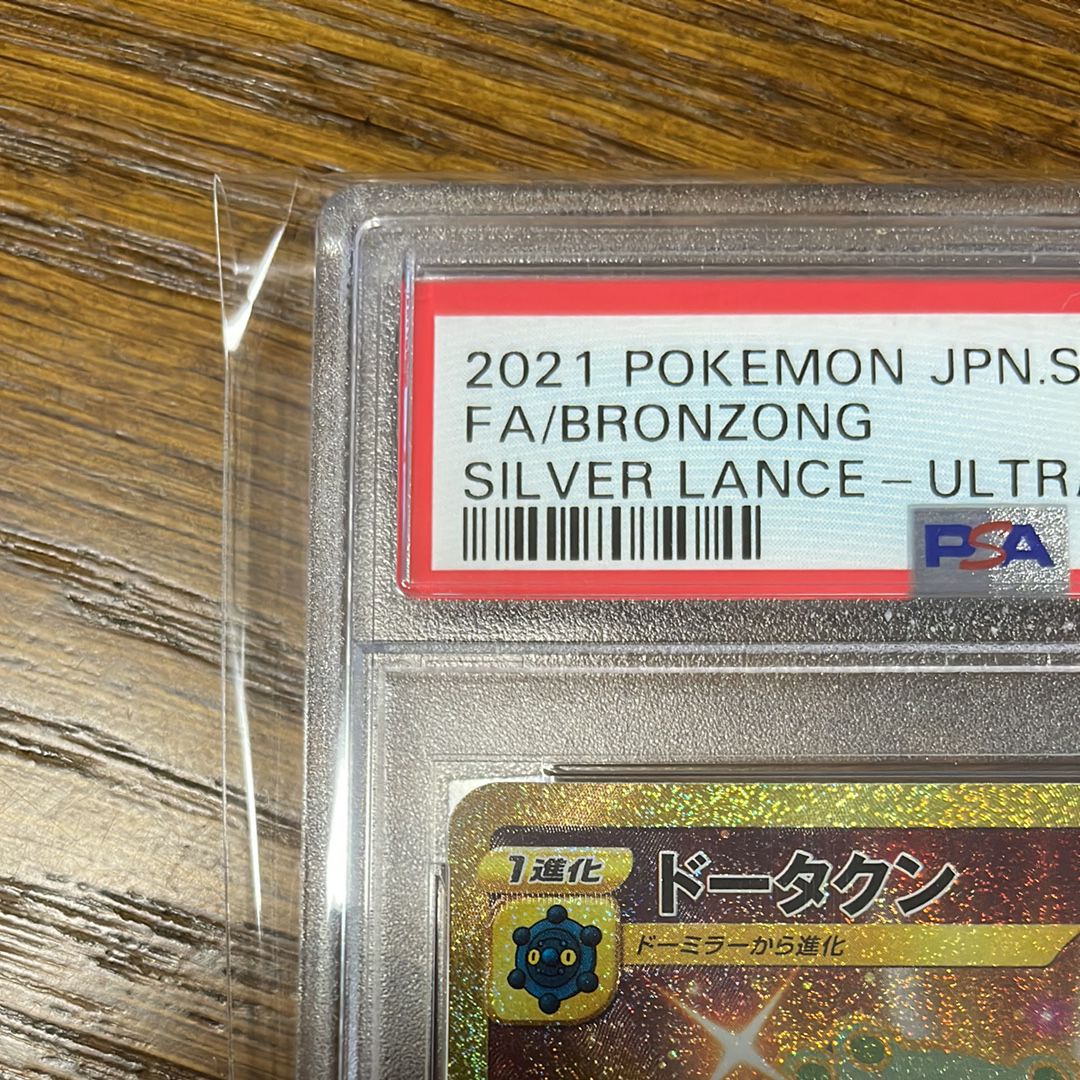 2021 POKEMON JPN.S
FA/BRONZONG
SILVER LANCE-ULTRA
PSA
1進化
ドータクン
ドーミラーから進化